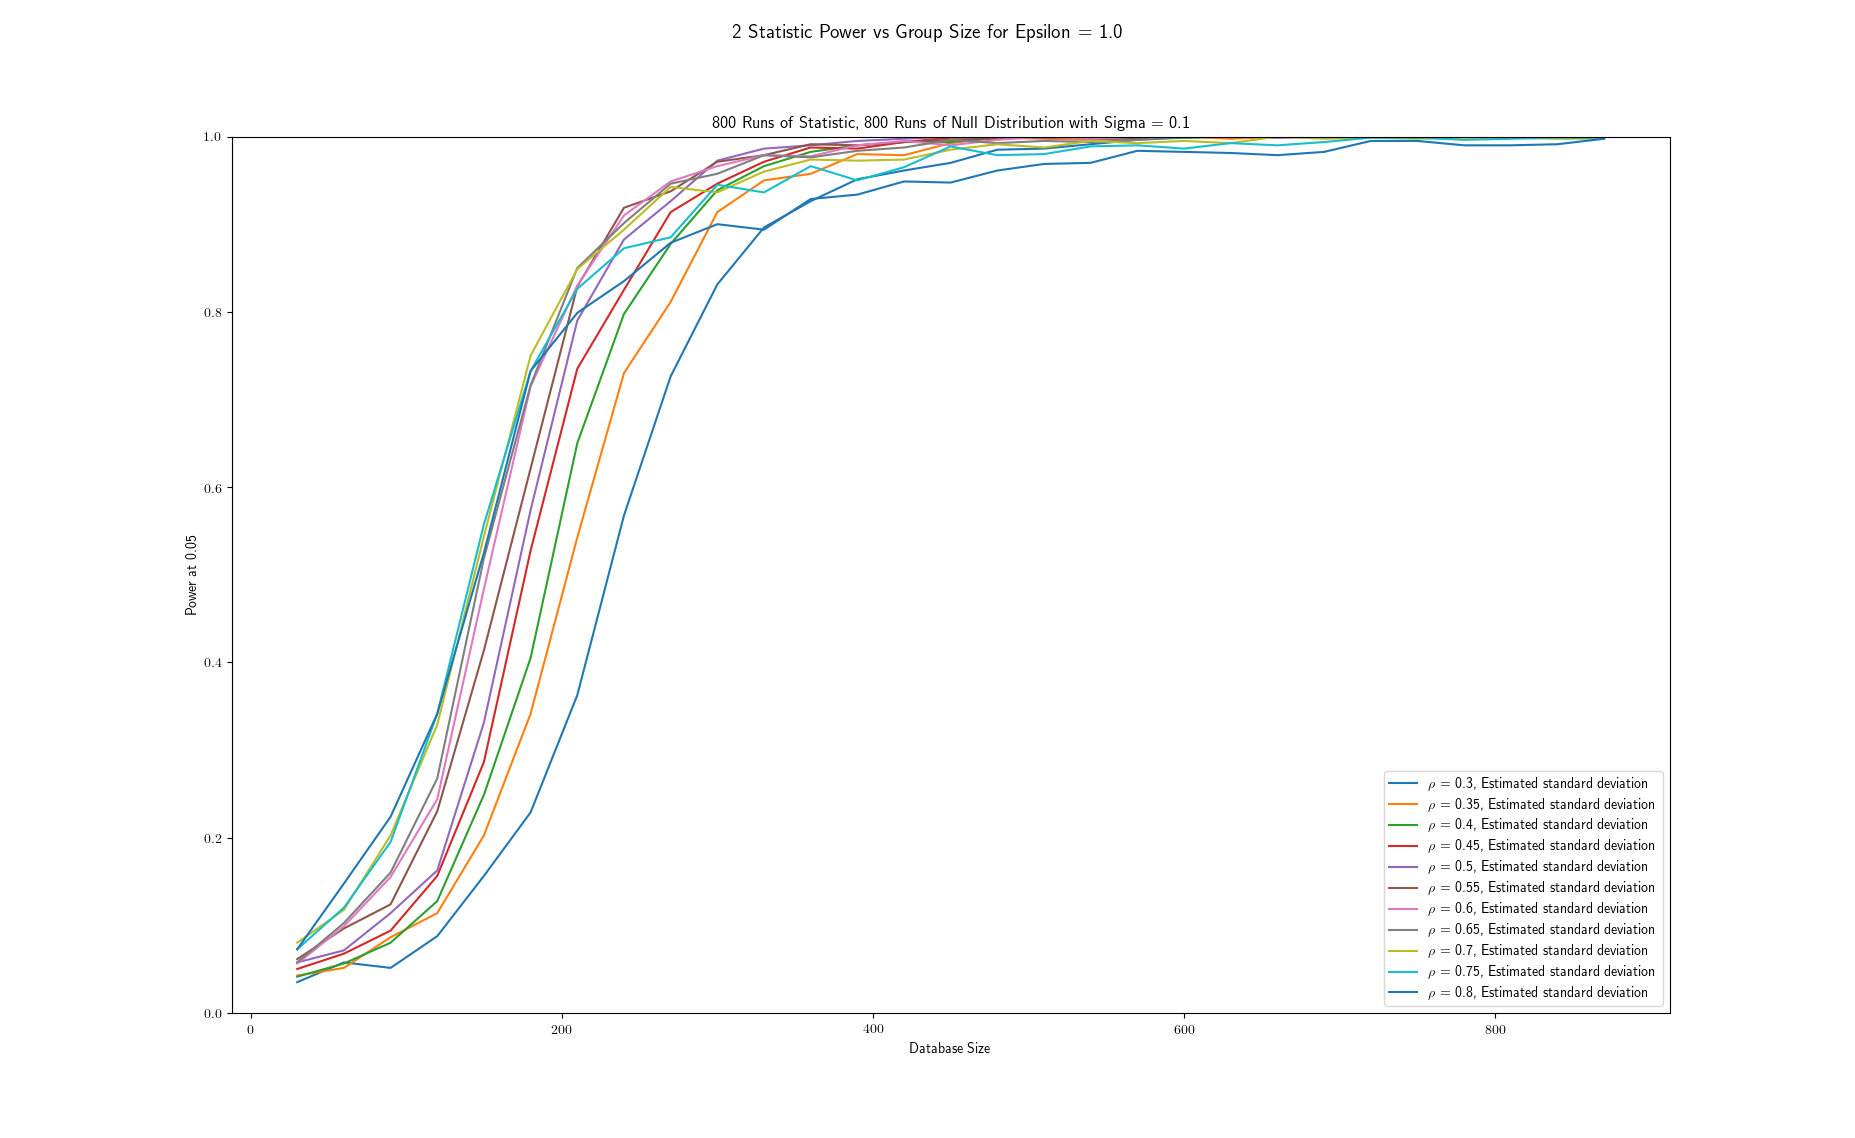 2 Statistic Power vs Group Size for Epsilon = 1.0
800 Runs of Statistic, 800 Runs of Null Distribution with Sigma = 0.1
1.0
0.8
0.6
0.4
0.2
0.0
Power at 0.05
0 200 400 600 800
Database Size
ρ = 0.3, Estimated standard deviation
ρ = 0.35, Estimated standard deviation
ρ = 0.4, Estimated standard deviation
ρ = 0.45, Estimated standard deviation
ρ = 0.5, Estimated standard deviation
ρ = 0.55, Estimated standard deviation
ρ = 0.6, Estimated standard deviation
ρ = 0.65, Estimated standard deviation
ρ = 0.7, Estimated standard deviation
ρ = 0.75, Estimated standard deviation
ρ = 0.8, Estimated standard deviation